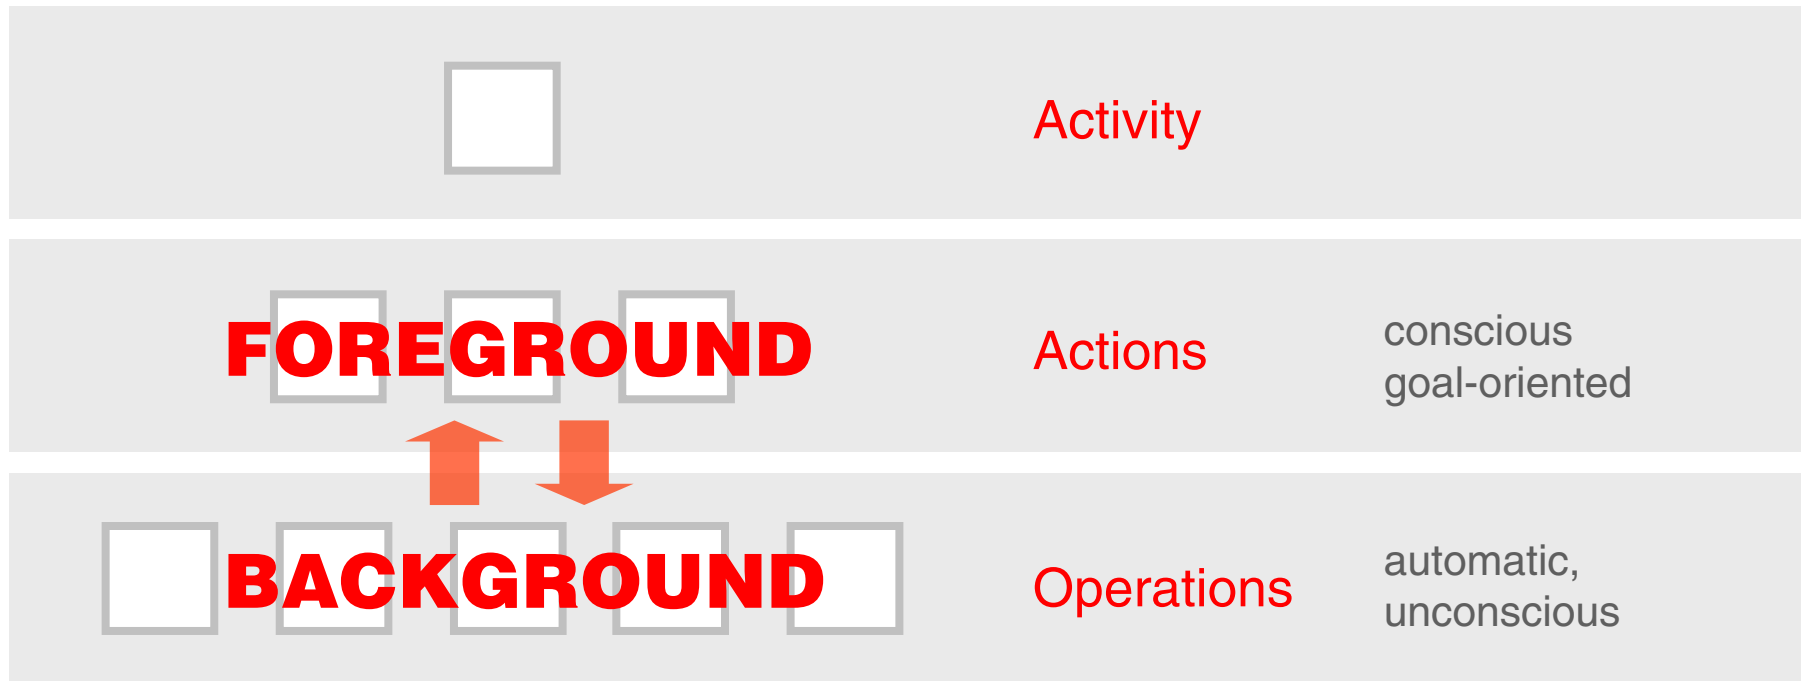 Activity
FOREGROUND
Actions
conscious
goal-oriented
BACKGROUND
Operations
automatic,
unconscious